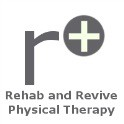 r+
Rehab and Revive
Physical Therapy